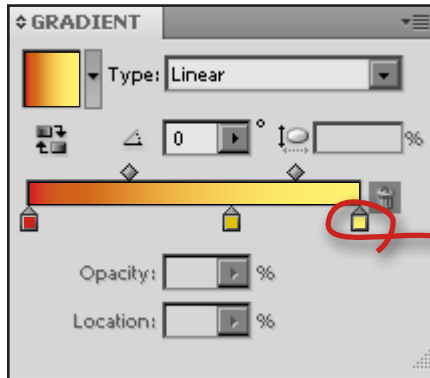 GRADIENT
Type: Linear
0 ° %
Opacity: %
Location: %